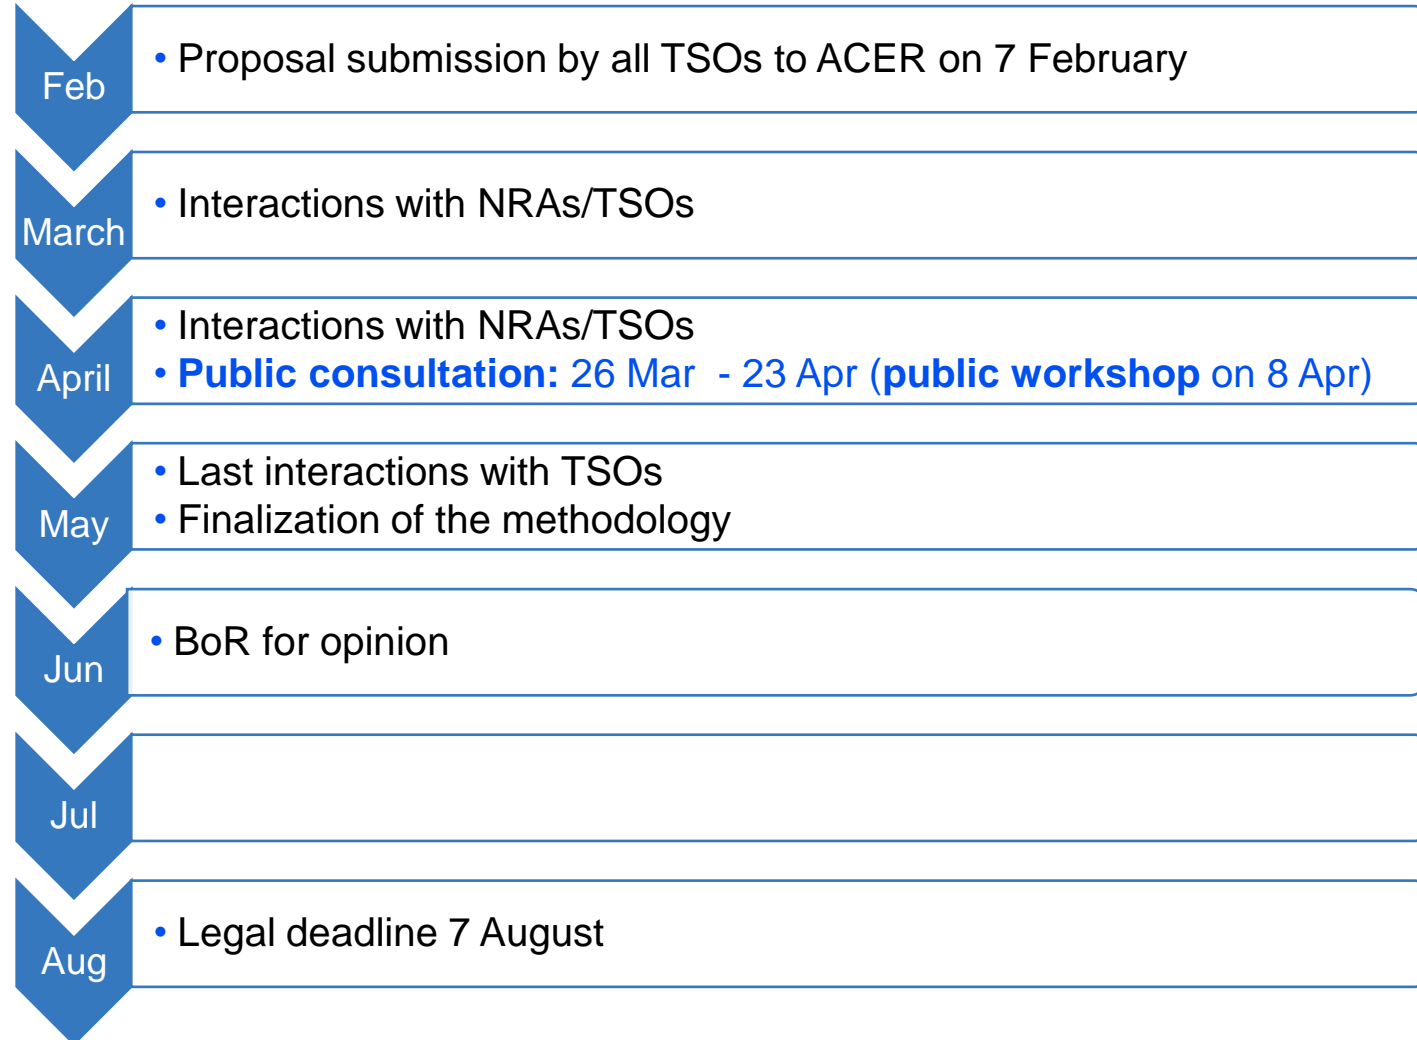 Feb
• Proposal submission by all TSOs to ACER on 7 February
March
• Interactions with NRAs/TSOs
April
• Interactions with NRAs/TSOs
• Public consultation: 26 Mar - 23 Apr (public workshop on 8 Apr)
May
• Last interactions with TSOs
• Finalization of the methodology
Jun
• BoR for opinion
Jul
Aug
• Legal deadline 7 August